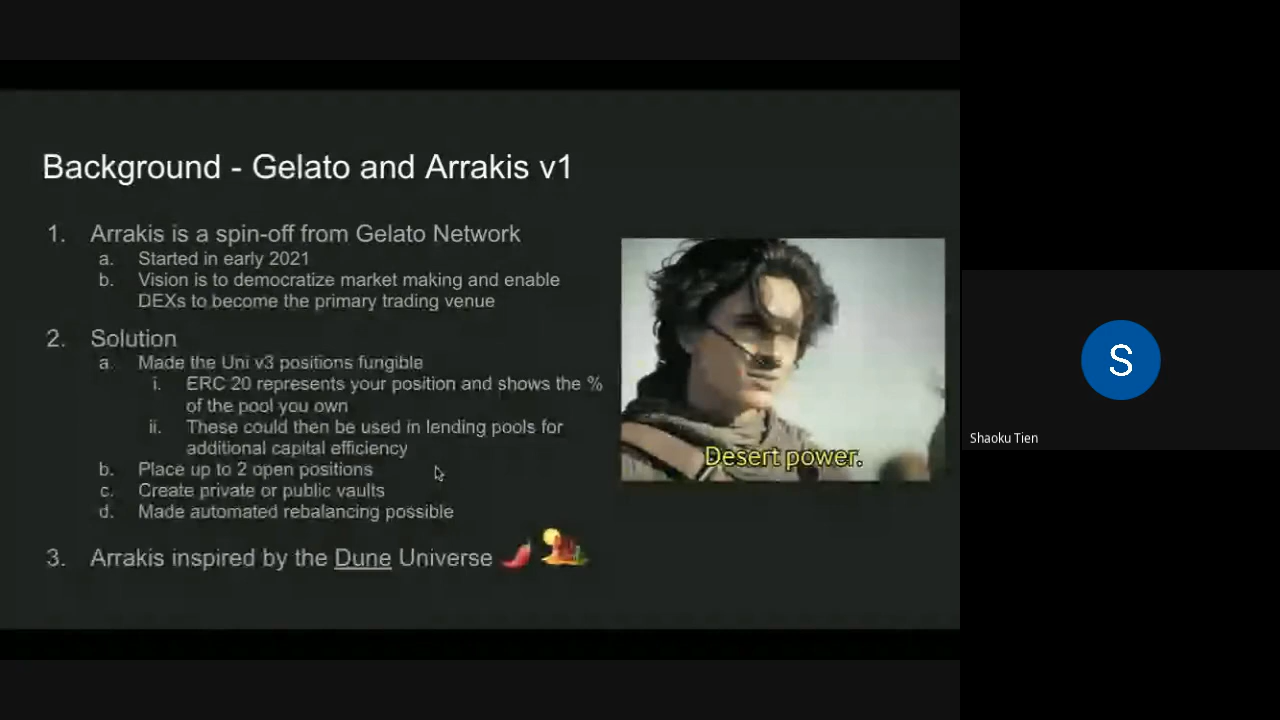 Background - Gelato and Arrakis v1
1. Arrakis is a spin-off from Gelato Network
a. Started in early 2021
b. Vision is to democratize market making and enable
DEXs to become the primary trading venue
2. Solution
a. Made the Uni v3 positions fungible
i. ERC 20 represents your position and shows the %
of the pool you own
ii. These could then be used in lending pools for
additional capital efficiency
b. Place up to 2 open positions
c. Create private or public vaults
d. Made automated rebalancing possible
3. Arrakis inspired by the Dune Universe
Desert power.
S
Shaoku Tien